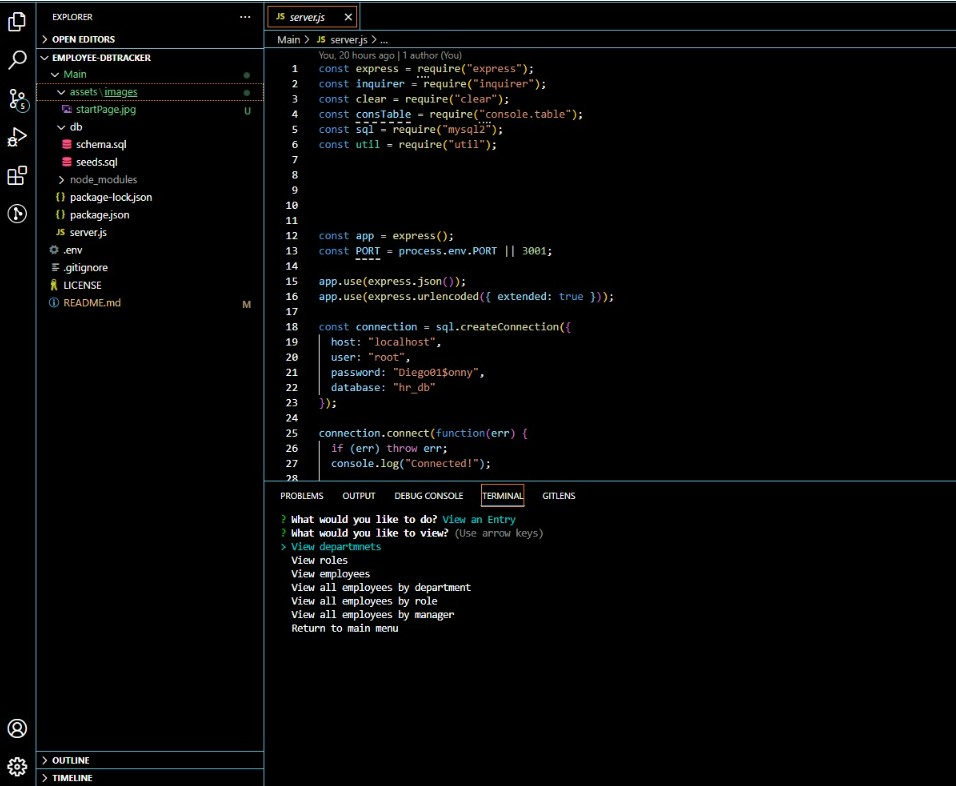 EXPLORER
OPEN EDITORS
EMPLOYEE-DBTRACKER
Main
assets\images
startPage.jpg U
db
schema.sql
seeds.sql
node_modules
package-lock.json
package.json
JS server.js
.env
.gitignore
LICENSE
README.md M
OUTLINE
TIMELINE
5
JS server.js
Main > JS server.js > ...
You, 20 hours ago | 1 author (You)
1 const express = require("express");
2 const inquirer = require("inquirer");
3 const clear = require("clear");
4 const consTable = require("console.table");
5 const sql = require("mysql2");
6 const util = require("util");
7
8
9
10
11
12 const app = express();
13 const PORT = process.env.PORT || 3001;
14
15 app.use(express.json());
16 app.use(express.urlencoded({ extended: true }));
17
18 const connection = sql.createConnection({
19 host: "localhost",
20 user: "root",
21 password: "Diego01$onny",
22 database: "hr_db"
23 });
24
25 connection.connect(function(err) {
26 if (err) throw err;
27 console.log("Connected!");
28
PROBLEMS OUTPUT DEBUG CONSOLE TERMINAL GITLENS
? What would you like to do? View an Entry
? What would you like to view? (Use arrow keys)
> View departmnets
View roles
View employees
View all employees by department
View all employees by role
View all employees by manager
Return to main menu